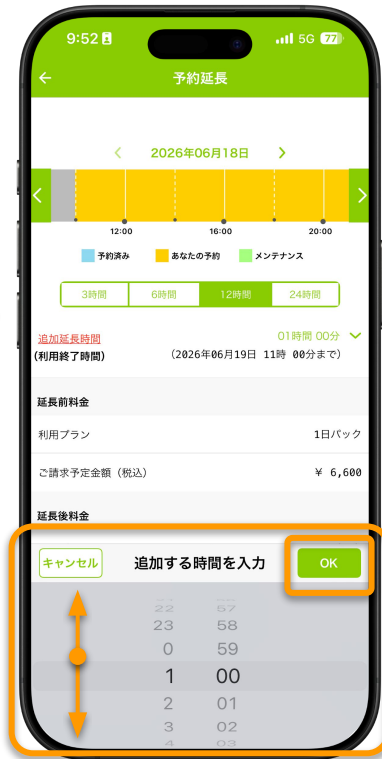 9:52 5G 77
予約延長
2026年06月18日
12:00 16:00 20:00
予約済み あなたの予約 メンテナンス
3時間 6時間 12時間 24時間
追加延長時間 01時間 00分
(利用終了時間) (2026年06月19日 11時 00分まで)
延長前料金
利用プラン 1日パック
ご請求予定金額（税込） ¥ 6,600
延長後料金
キャンセル 追加する時間を入力 OK
22 57
23 58
0 59
1 00
2 01
3 02
4 03